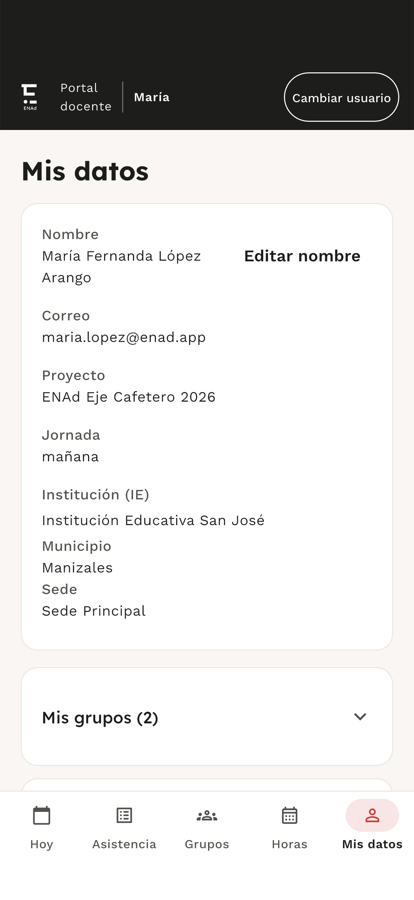 Portal
docente
María
Cambiar usuario
ENAd
Mis datos
Nombre
María Fernanda López
Arango
Editar nombre
Correo
maria.lopez@enad.app
Proyecto
ENAd Eje Cafetero 2026
Jornada
mañana
Institución (IE)
Institución Educativa San José
Municipio
Manizales
Sede
Sede Principal
Mis grupos (2)
Hoy
Asistencia
Grupos
Horas
Mis datos